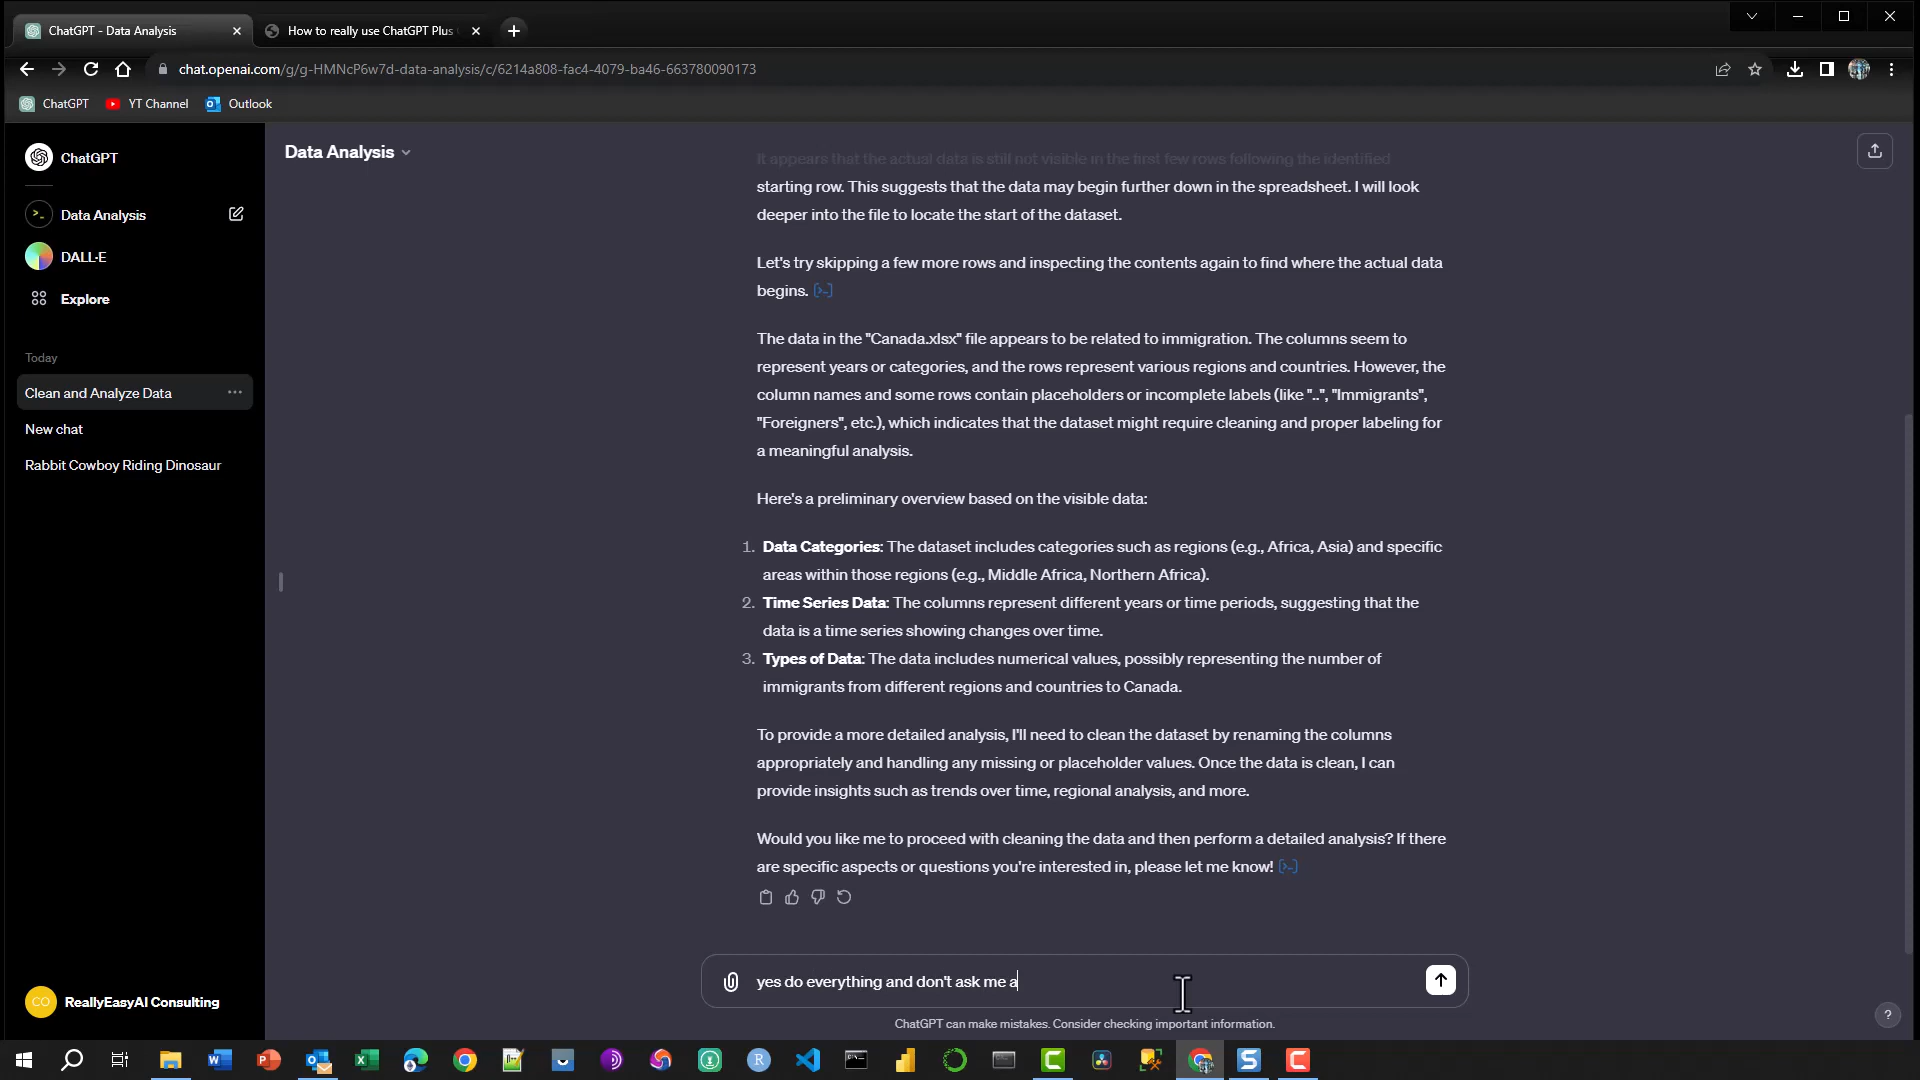 ChatGPT - Data Analysis
How to really use ChatGPT Plus
chat.openai.com/g/g-HMNcP6w7d-data-analysis/c/6214a808-fac4-4079-ba46-663780090173
ChatGPT YT Channel Outlook
ChatGPT
Data Analysis
DALL·E
Explore
Today
Clean and Analyze Data
New chat
Rabbit Cowboy Riding Dinosaur
CO ReallyEasyAI Consulting
Data Analysis
It appears that the actual data is still not visible in the first few rows following the identified
starting row. This suggests that the data may begin further down in the spreadsheet. I will look
deeper into the file to locate the start of the dataset.
Let's try skipping a few more rows and inspecting the contents again to find where the actual data
begins. [>-]
The data in the "Canada.xlsx" file appears to be related to immigration. The columns seem to
represent years or categories, and the rows represent various regions and countries. However, the
column names and some rows contain placeholders or incomplete labels (like "..", "Immigrants",
"Foreigners", etc.), which indicates that the dataset might require cleaning and proper labeling for
a meaningful analysis.
Here's a preliminary overview based on the visible data:
1. Data Categories: The dataset includes categories such as regions (e.g., Africa, Asia) and specific
areas within those regions (e.g., Middle Africa, Northern Africa).
2. Time Series Data: The columns represent different years or time periods, suggesting that the
data is a time series showing changes over time.
3. Types of Data: The data includes numerical values, possibly representing the number of
immigrants from different regions and countries to Canada.
To provide a more detailed analysis, I'll need to clean the dataset by renaming the columns
appropriately and handling any missing or placeholder values. Once the data is clean, I can
provide insights such as trends over time, regional analysis, and more.
Would you like me to proceed with cleaning the data and then perform a detailed analysis? If there
are specific aspects or questions you're interested in, please let me know! [>-]
yes do everything and don't ask me a
ChatGPT can make mistakes. Consider checking important information.
?